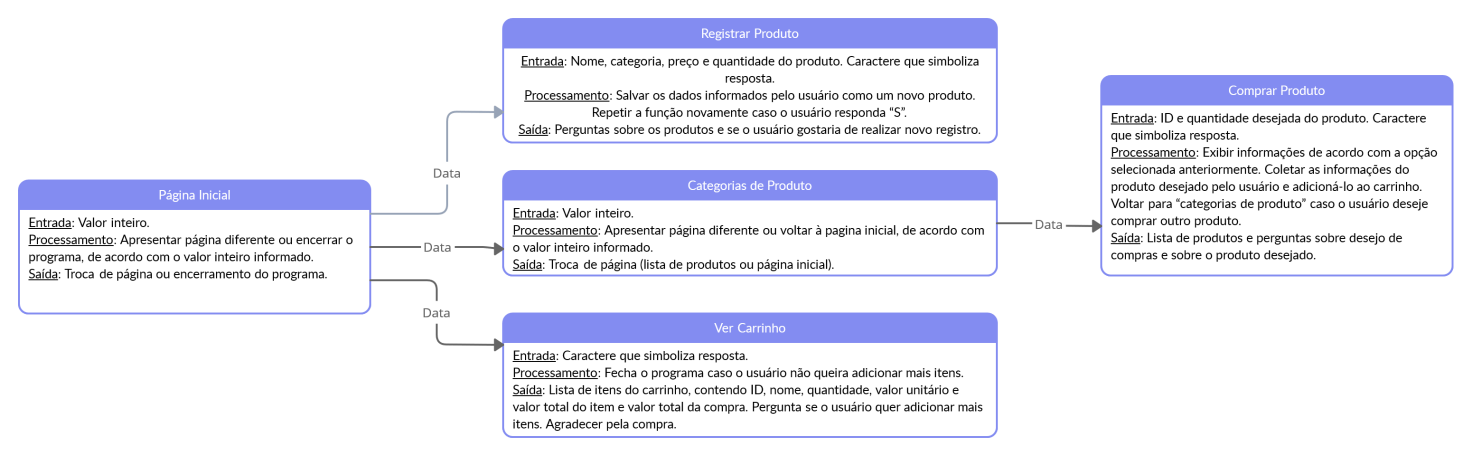 Página Inicial
Entrada: Valor inteiro.
Processamento: Apresentar página diferente ou encerrar o
programa, de acordo com o valor inteiro informado.
Saída: Troca de página ou encerramento do programa.
Data
Data
Data
Registrar Produto
Entrada: Nome, categoria, preço e quantidade do produto. Caractere que simboliza
resposta.
Processamento: Salvar os dados informados pelo usuário como um novo produto.
Repetir a função novamente caso o usuário responda “S”.
Saída: Perguntas sobre os produtos e se o usuário gostaria de realizar novo registro.
Categorias de Produto
Entrada: Valor inteiro.
Processamento: Apresentar página diferente ou voltar à pagina inicial, de acordo com
o valor inteiro informado.
Saída: Troca de página (lista de produtos ou página inicial).
Ver Carrinho
Entrada: Caractere que simboliza resposta.
Processamento: Fecha o programa caso o usuário não queira adicionar mais itens.
Saída: Lista de itens do carrinho, contendo ID, nome, quantidade, valor unitário e
valor total do item e valor total da compra. Pergunta se o usuário quer adicionar mais
itens. Agradecer pela compra.
Data
Comprar Produto
Entrada: ID e quantidade desejada do produto. Caractere
que simboliza resposta.
Processamento: Exibir informações de acordo com a opção
selecionada anteriormente. Coletar as informações do
produto desejado pelo usuário e adicioná-lo ao carrinho.
Voltar para “categorias de produto” caso o usuário deseje
comprar outro produto.
Saída: Lista de produtos e perguntas sobre desejo de
compras e sobre o produto desejado.